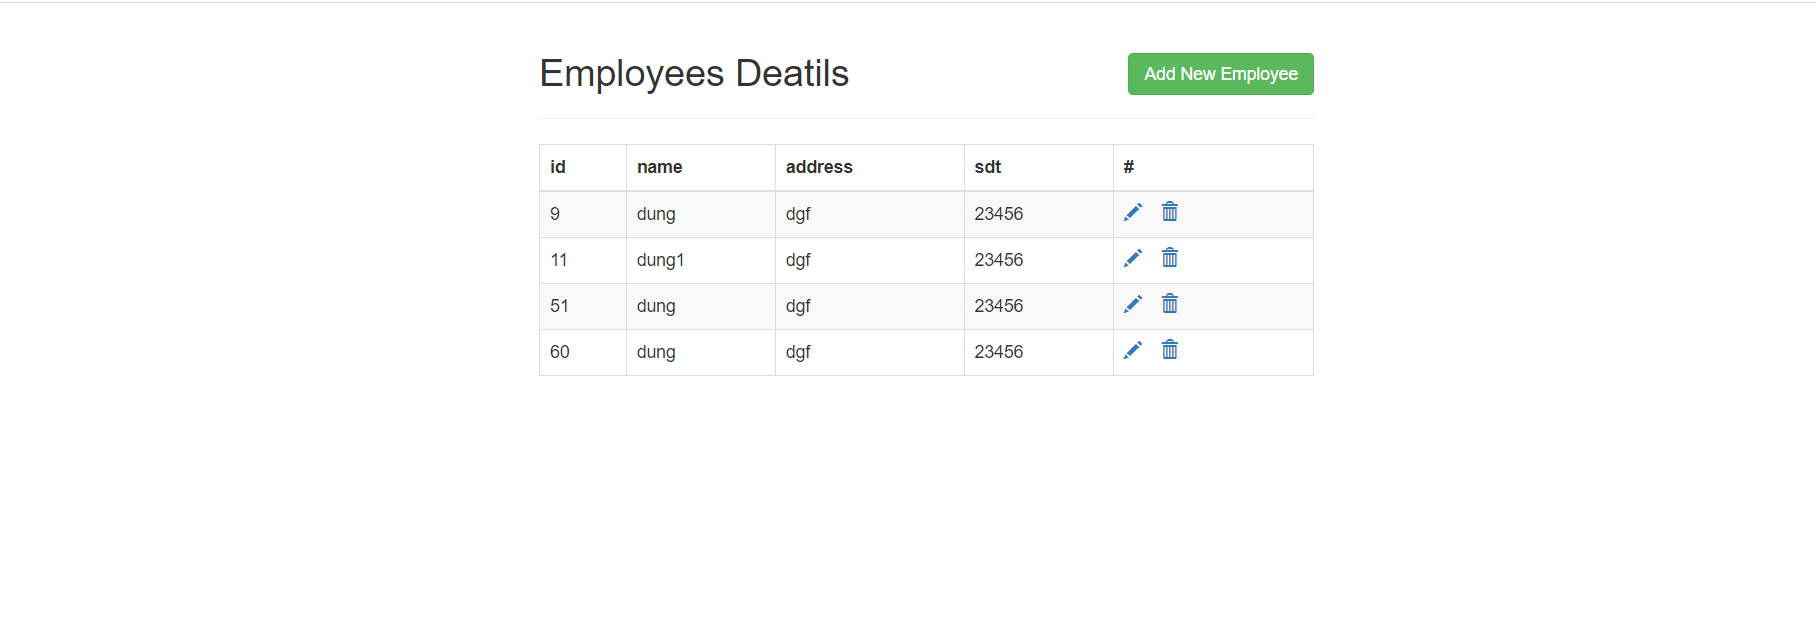 Employees Deatils
Add New Employee
id name address sdt #
9 dung dgf 23456
11 dung1 dgf 23456
51 dung dgf 23456
60 dung dgf 23456